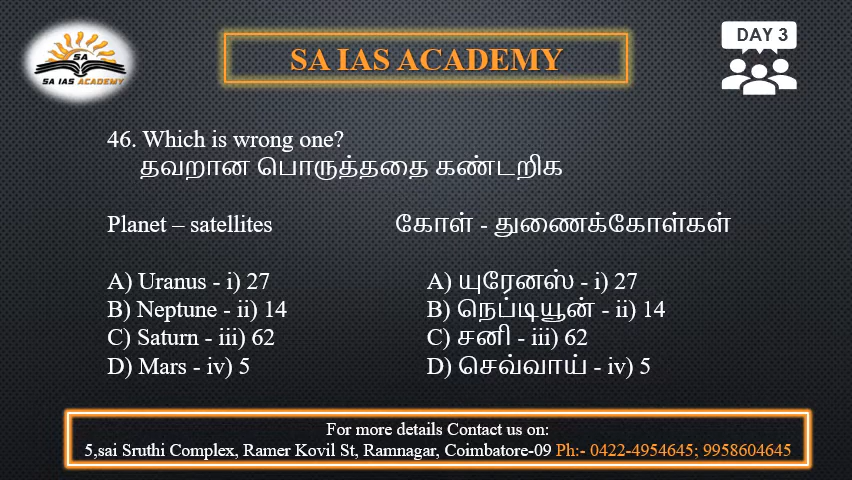 SA
SA IAS ACADEMY
SA IAS ACADEMY
DAY 3
46. Which is wrong one?
தவறான பொருத்ததை கண்டறிக
Planet – satellites
கோள் - துணைக்கோள்கள்
A) Uranus - i) 27
B) Neptune - ii) 14
C) Saturn - iii) 62
D) Mars - iv) 5
A) யுரேனஸ் - i) 27
B) நெப்டியூன் - ii) 14
C) சனி - iii) 62
D) செவ்வாய் - iv) 5
For more details Contact us on:
5,sai Sruthi Complex, Ramer Kovil St, Ramnagar, Coimbatore-09 Ph:- 0422-4954645; 9958604645